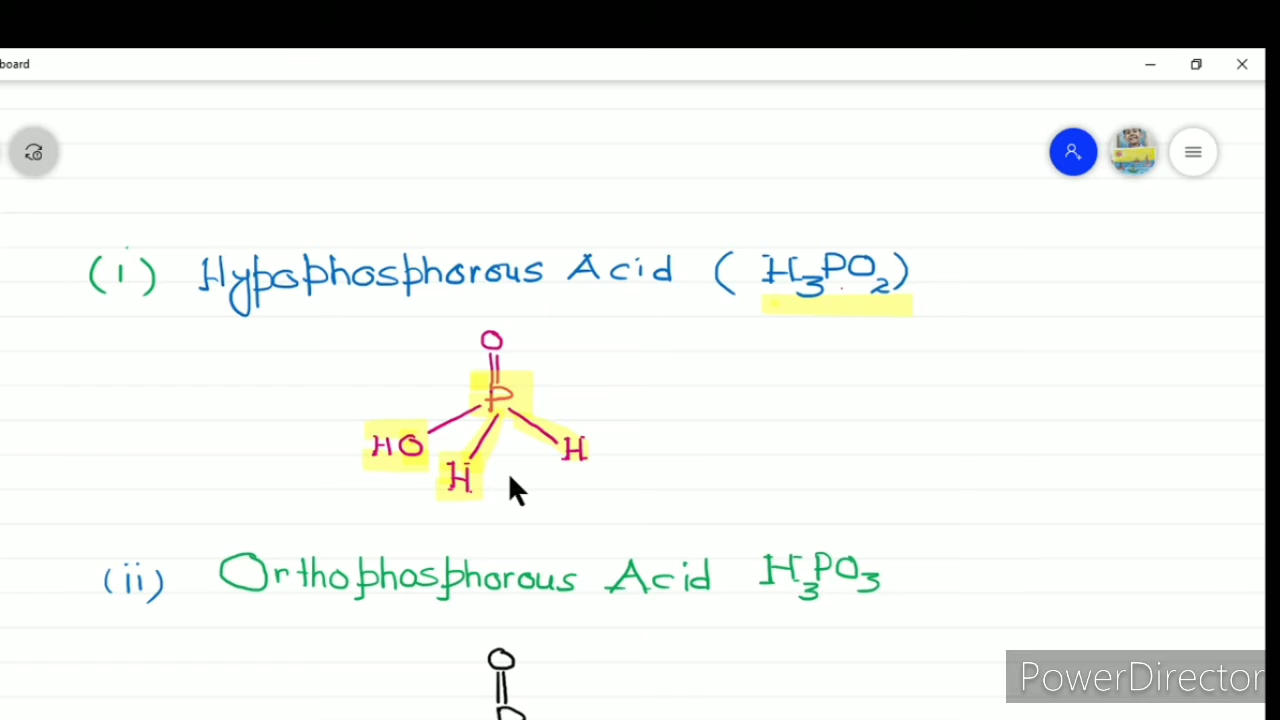 board
(i) Hypophosphorous Acid (H₃PO₂)
O
P
HO H
H
(ii) Orthophosphorous Acid H₃PO₃
O
PowerDirector